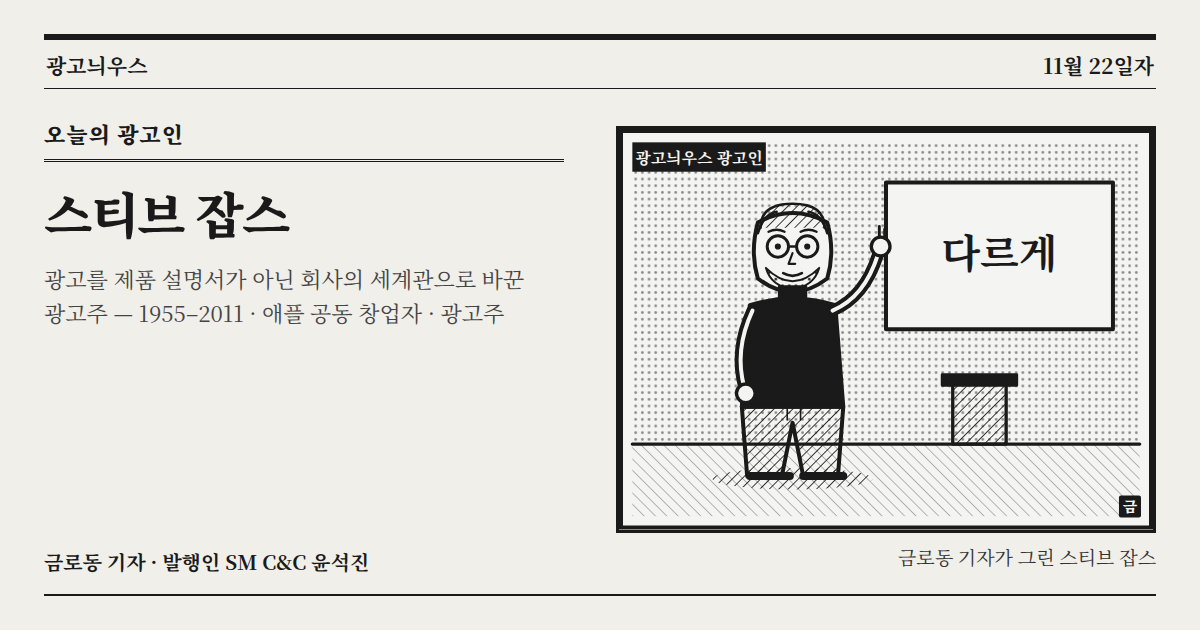 광고늬우스
11월 22일자
오늘의 광고인
스티브 잡스
광고를 제품 설명서가 아닌 회사의 세계관으로 바꾼
광고주 — 1955–2011 · 애플 공동 창업자 · 광고주
광고늬우스 광고인
다르게
금
금로동 기자 · 발행인 SM C&C 윤석진
금로동 기자가 그린 스티브 잡스